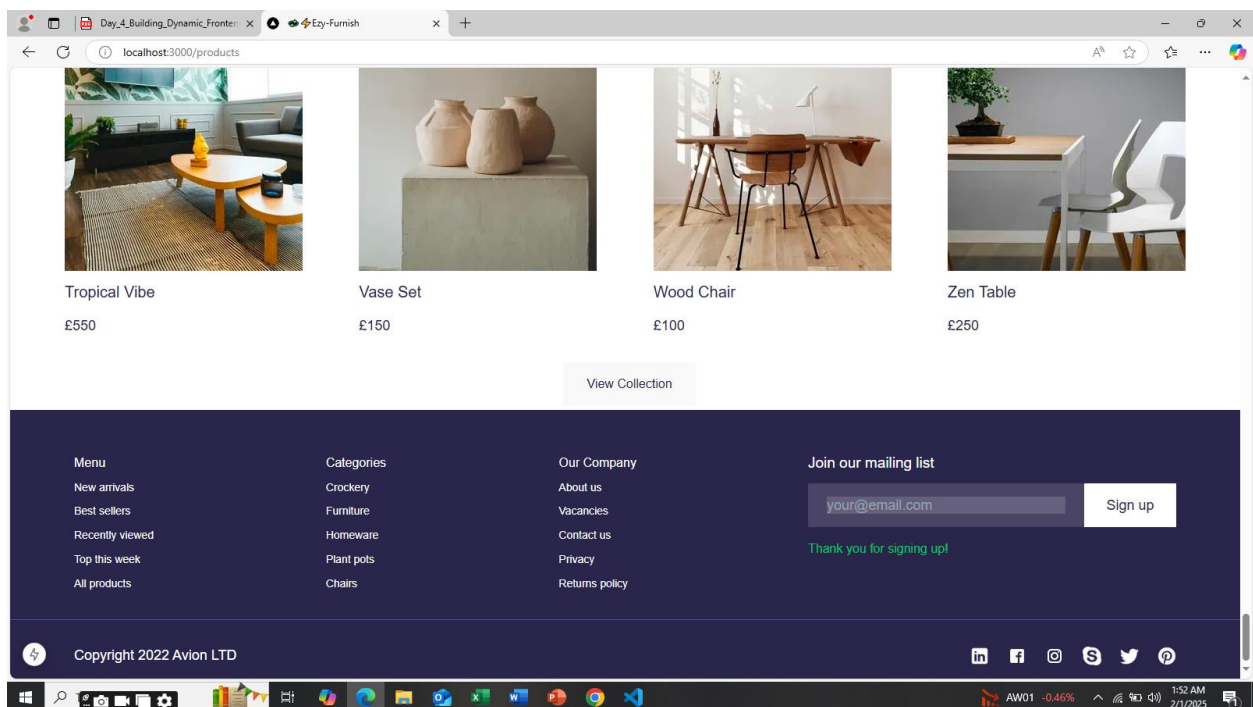 Day_4_Building_Dynamic_Fronten
Ezy-Furnish
localhost:3000/products
Tropical Vibe
Vase Set
Wood Chair
Zen Table
£550
£150
£100
£250
View Collection
Menu
New arrivals
Best sellers
Recently viewed
Top this week
All products
Categories
Crockery
Furniture
Homeware
Plant pots
Chairs
Our Company
About us
Vacancies
Contact us
Privacy
Returns policy
Join our mailing list
your@email.com
Sign up
Thank you for signing up!
Copyright 2022 Avion LTD
AW01 -0.46%
1:52 AM
2/1/2025